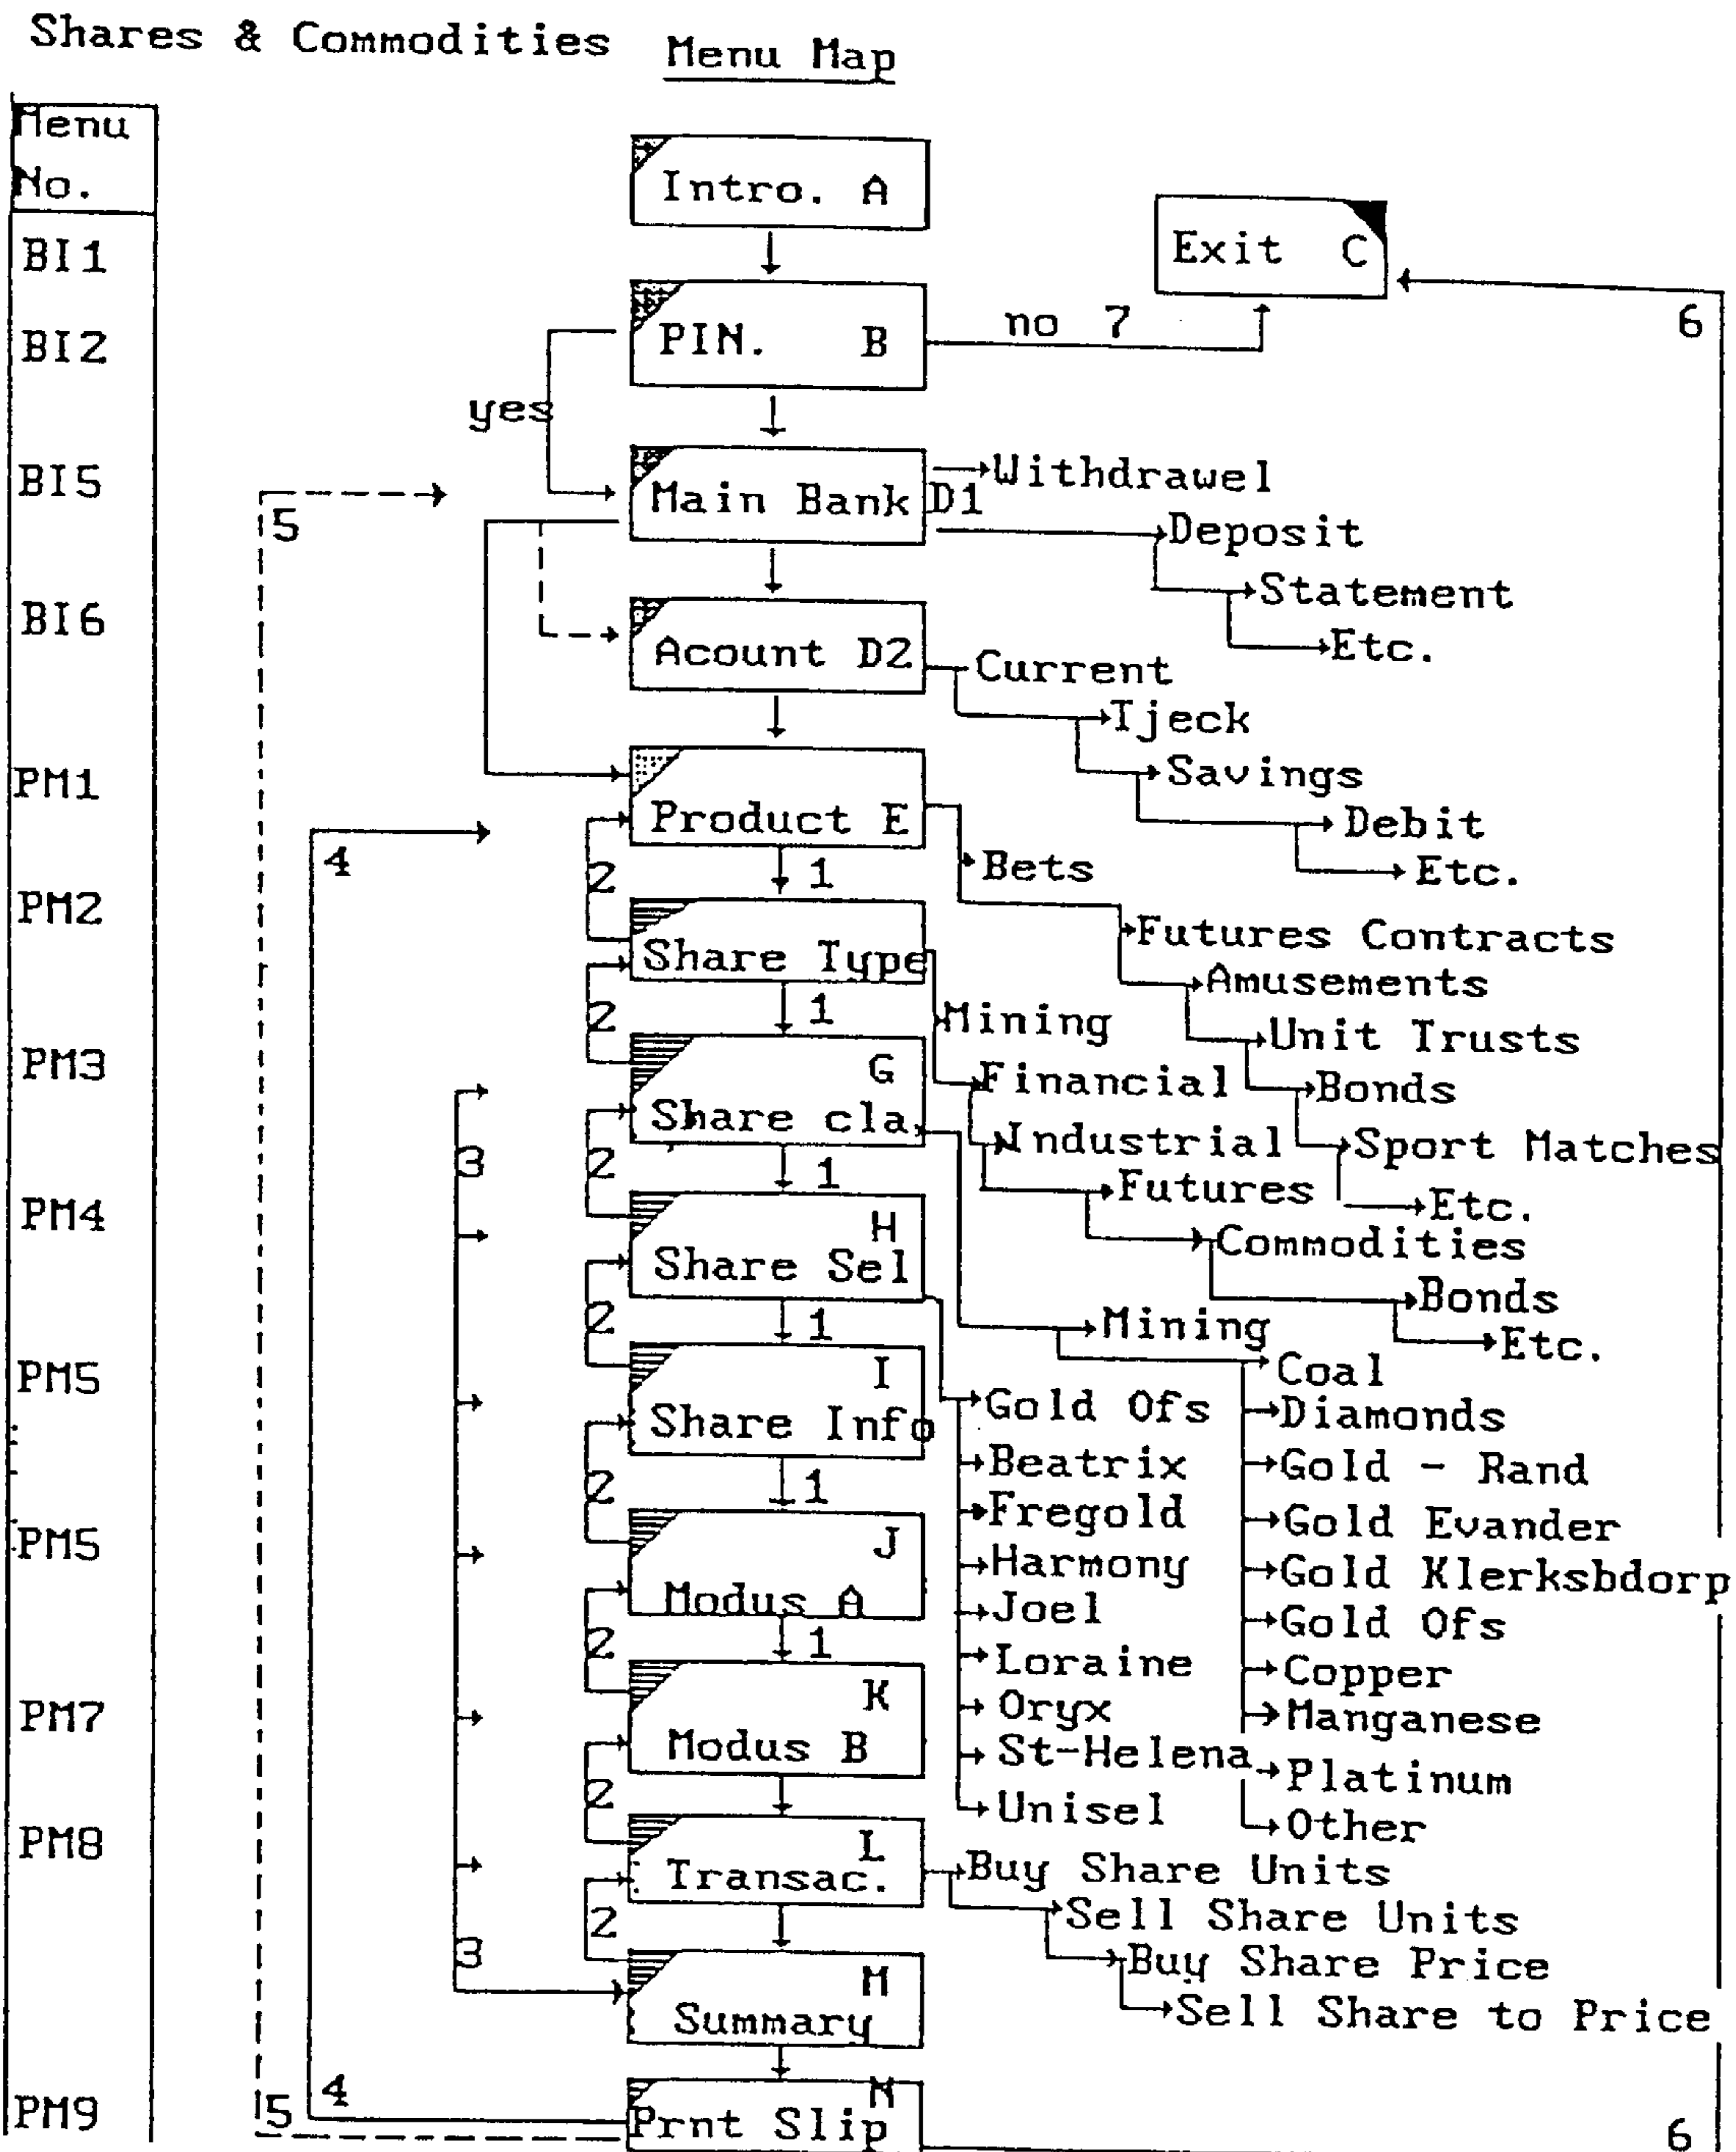 Shares & Commodities Menu Map
Menu
No.
Intro. A
BI1
Exit C
BI2
PIN. B
no 7
6
yes
BI5
5
Main Bank D1
Withdrawel
Deposit
Statement
Etc.
BI6
Acount D2
Current
Tjeck
Savings
Debit
Etc.
PM1
Product E
4
2
1
Bets
Futures Contracts
Amusements
Unit Trusts
Bonds
Sport Matches
Etc.
PM2
Share Type
2
1
Mining
Financial
Industrial
Futures
Commodities
Bonds
Etc.
PM3
G
Share cla.
3
2
1
Mining
Coal
Diamonds
Gold - Rand
Gold Evander
Gold Klerksbdorp
Gold Ofs
Copper
Manganese
Platinum
Other
PM4
H
Share Sel
2
1
Gold Ofs
Beatrix
Fregold
Harmony
Joel
Loraine
Oryx
St-Helena
Unisel
PM5
I
Share Info
2
1
PM5
J
Modus A
2
1
PM7
K
Modus B
2
PM8
L
Transac.
Buy Share Units
Sell Share Units
Buy Share Price
Sell Share to Price
2
3
M
Summary
PM9
5
4
N
Prnt Slip
6